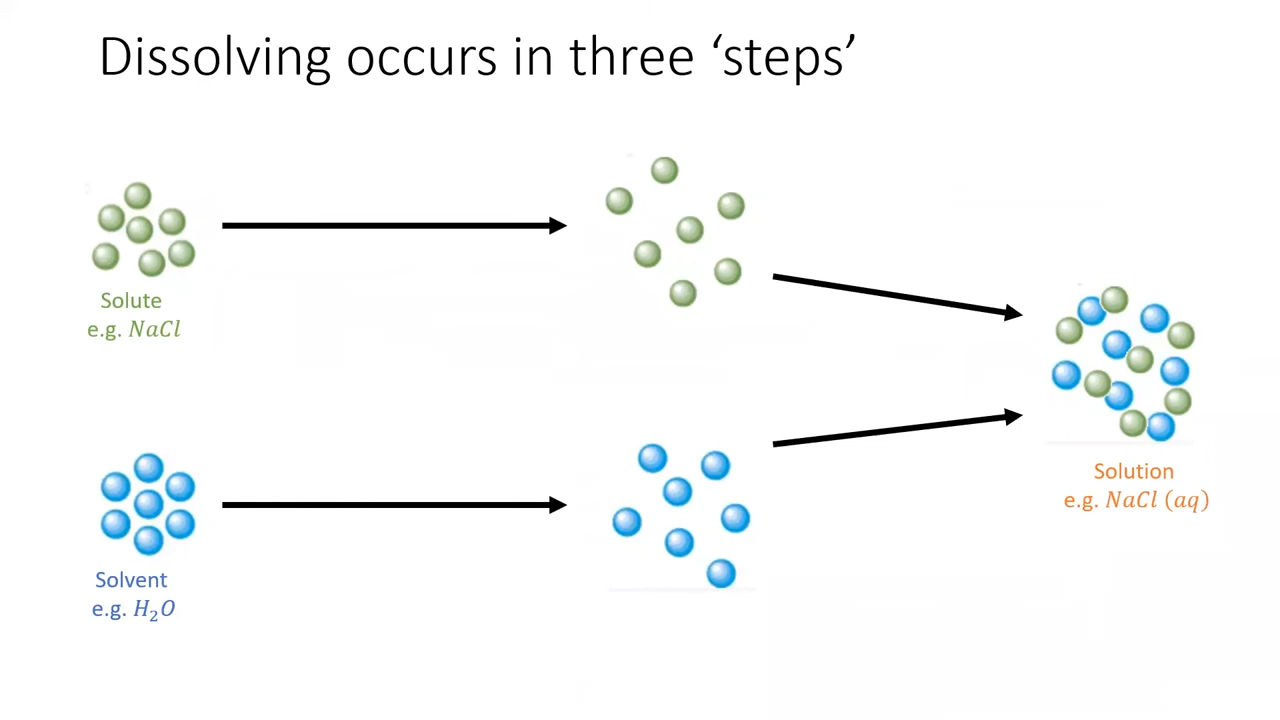 Dissolving occurs in three ‘steps’
Solute
e.g. NaCl
Solvent
e.g. H₂O
Solution
e.g. NaCl (aq)